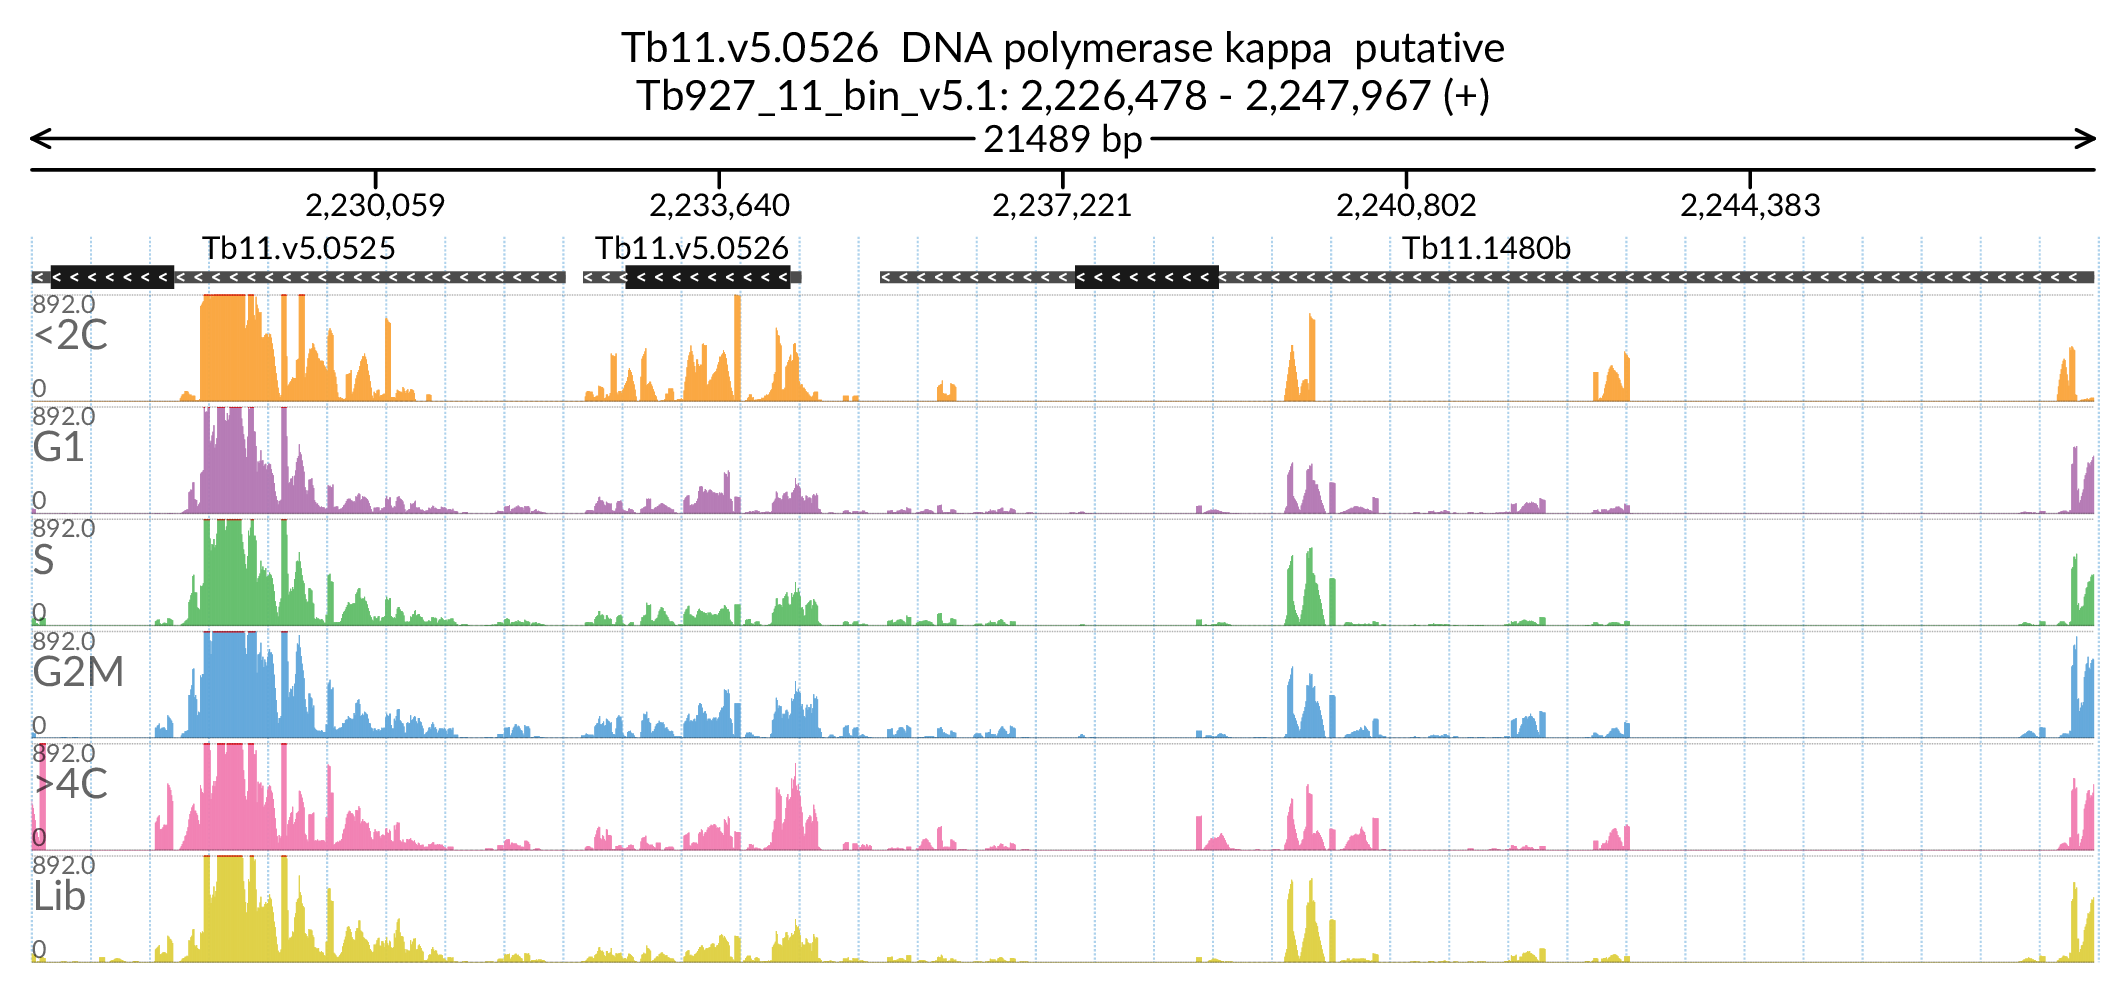 Tb11.v5.0526  DNA polymerase kappa  putative
Tb927_11_bin_v5.1: 2,226,478 - 2,247,967 (+)
21489 bp
2,230,059 2,233,640 2,237,221 2,240,802 2,244,383
Tb11.v5.0525 Tb11.v5.0526 Tb11.1480b
892.0
<2C
0
892.0
G1
0
892.0
S
0
892.0
G2M
0
892.0
>4C
0
892.0
Lib
0